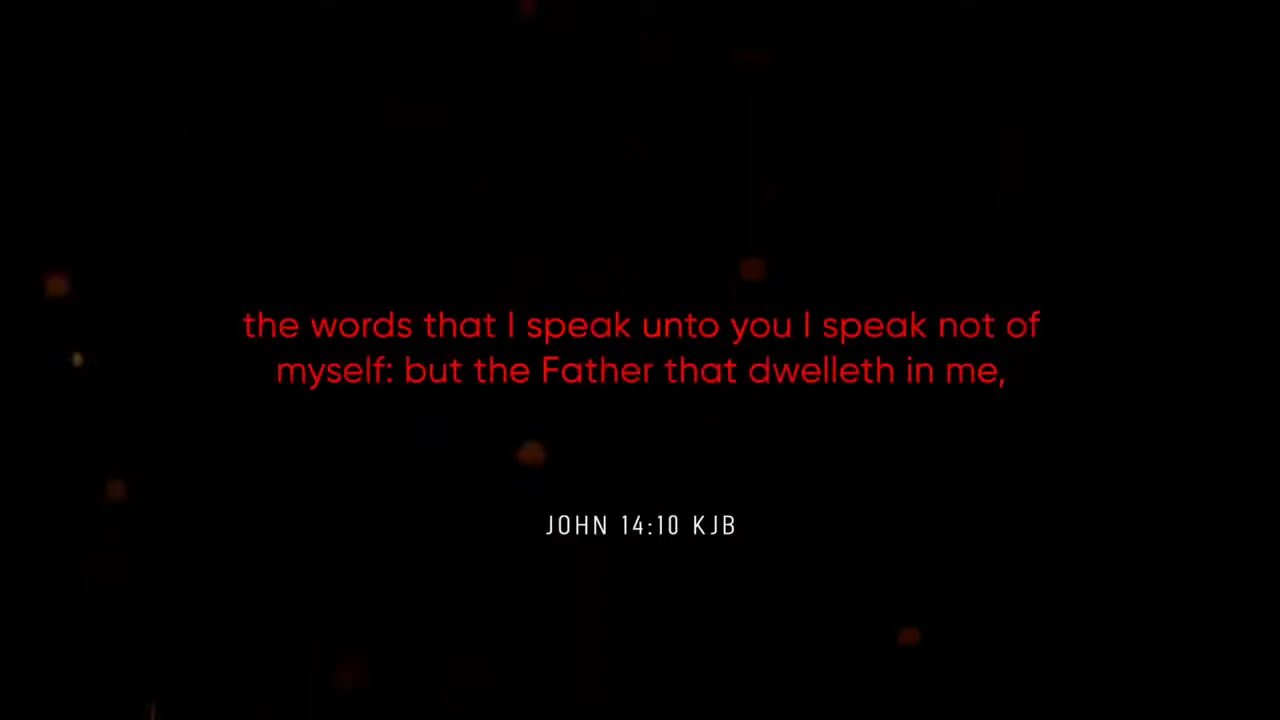 the words that I speak unto you I speak not of
myself: but the Father that dwelleth in me,
JOHN 14:10 KJB